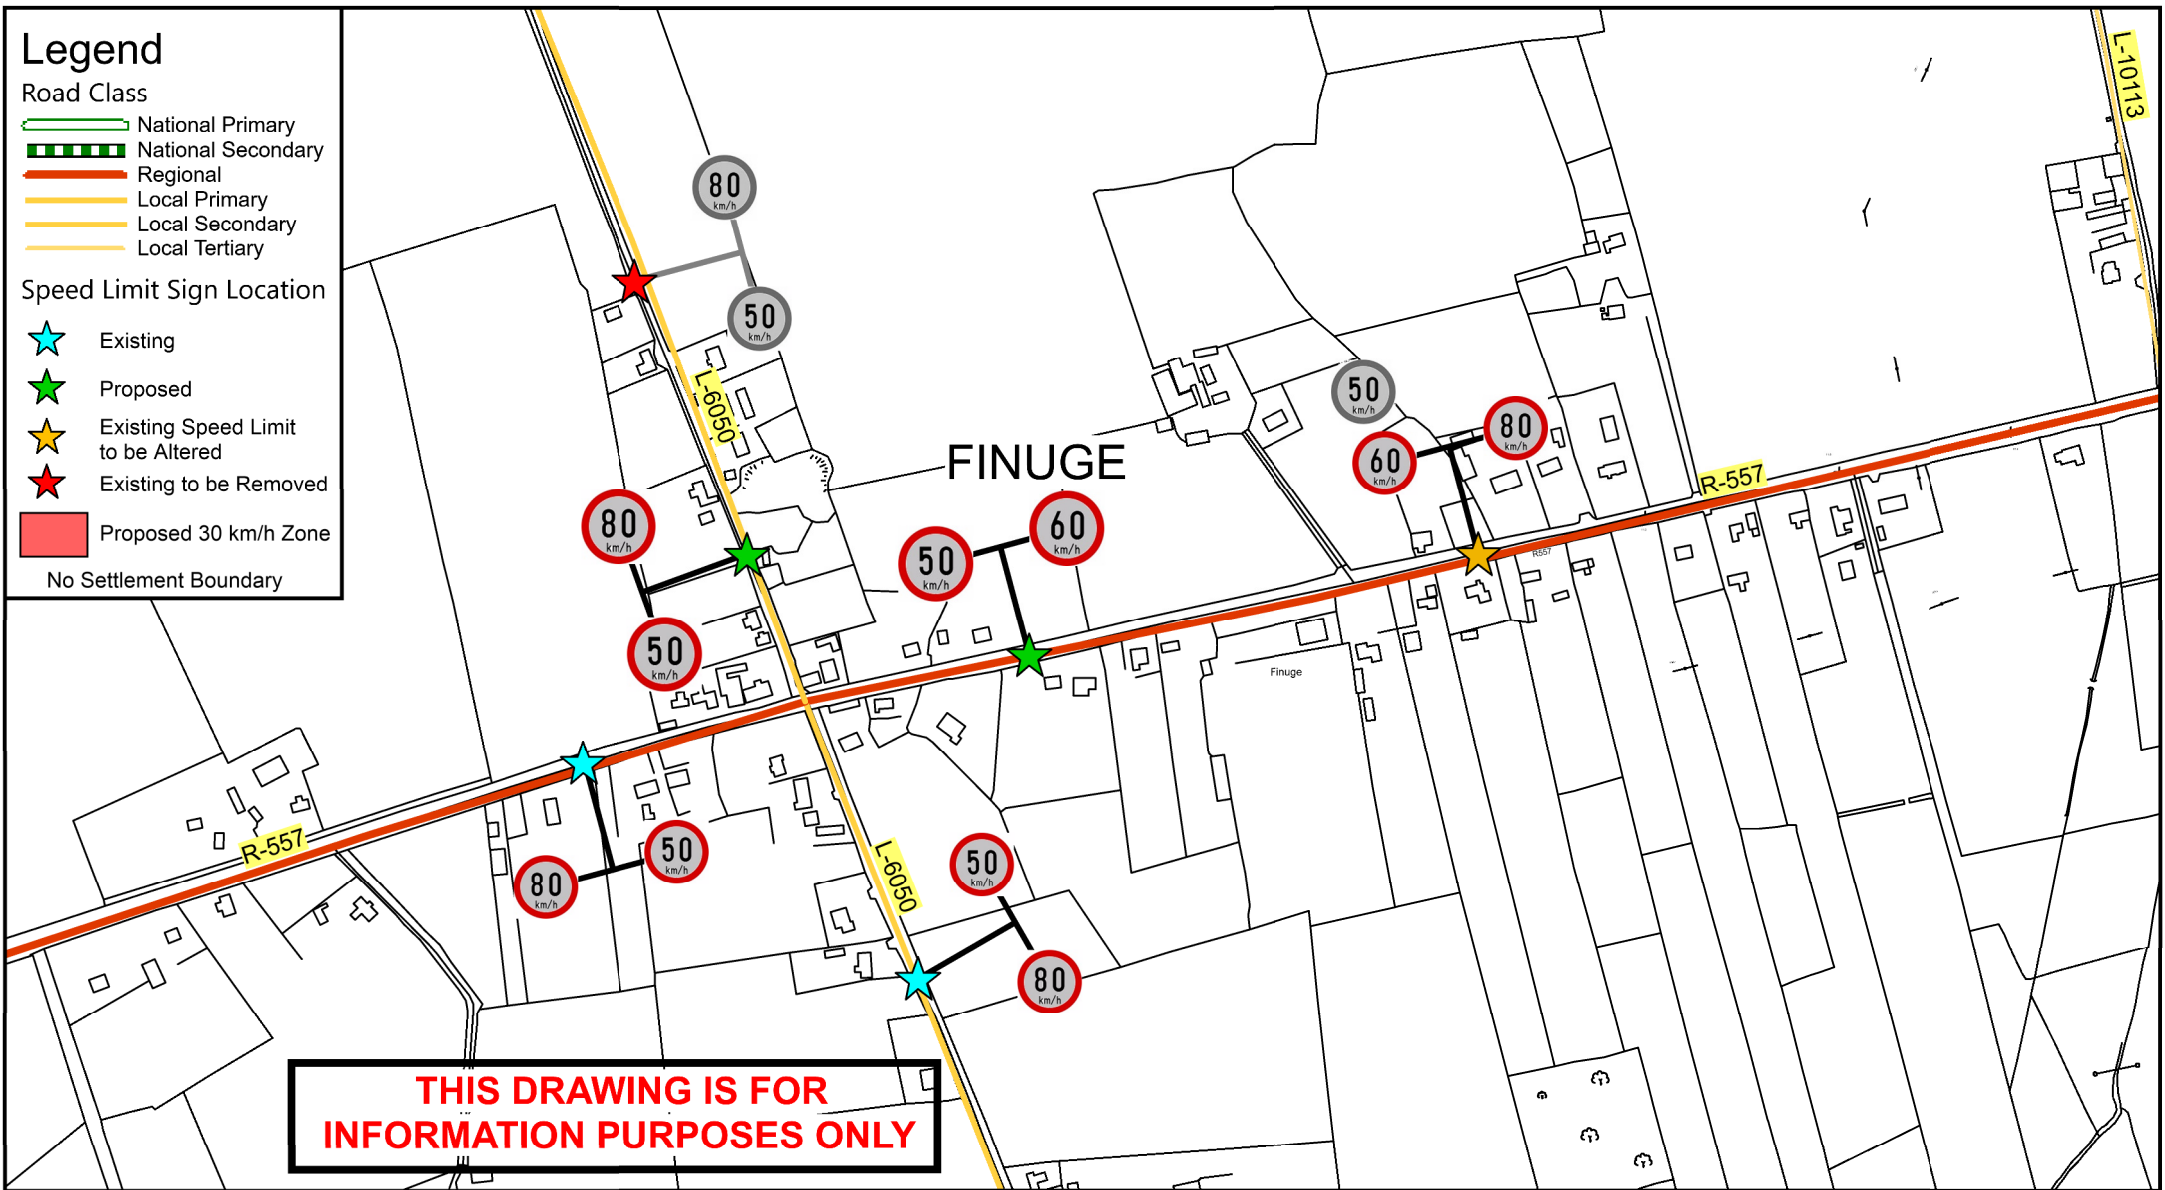 Legend
Road Class
National Primary
National Secondary
Regional
Local Primary
Local Secondary
Local Tertiary
Speed Limit Sign Location
Existing
Proposed
Existing Speed Limit
to be Altered
Existing to be Removed
Proposed 30 km/h Zone
No Settlement Boundary
L-10113
80
km/h
50
km/h
L-6050
50
km/h
80
km/h
60
km/h
FINUGE
R-557
80
km/h
50
km/h
60
km/h
R557
50
km/h
Finuge
R-557
50
km/h
80
km/h
L-6050
50
km/h
80
km/h
THIS DRAWING IS FOR
INFORMATION PURPOSES ONLY